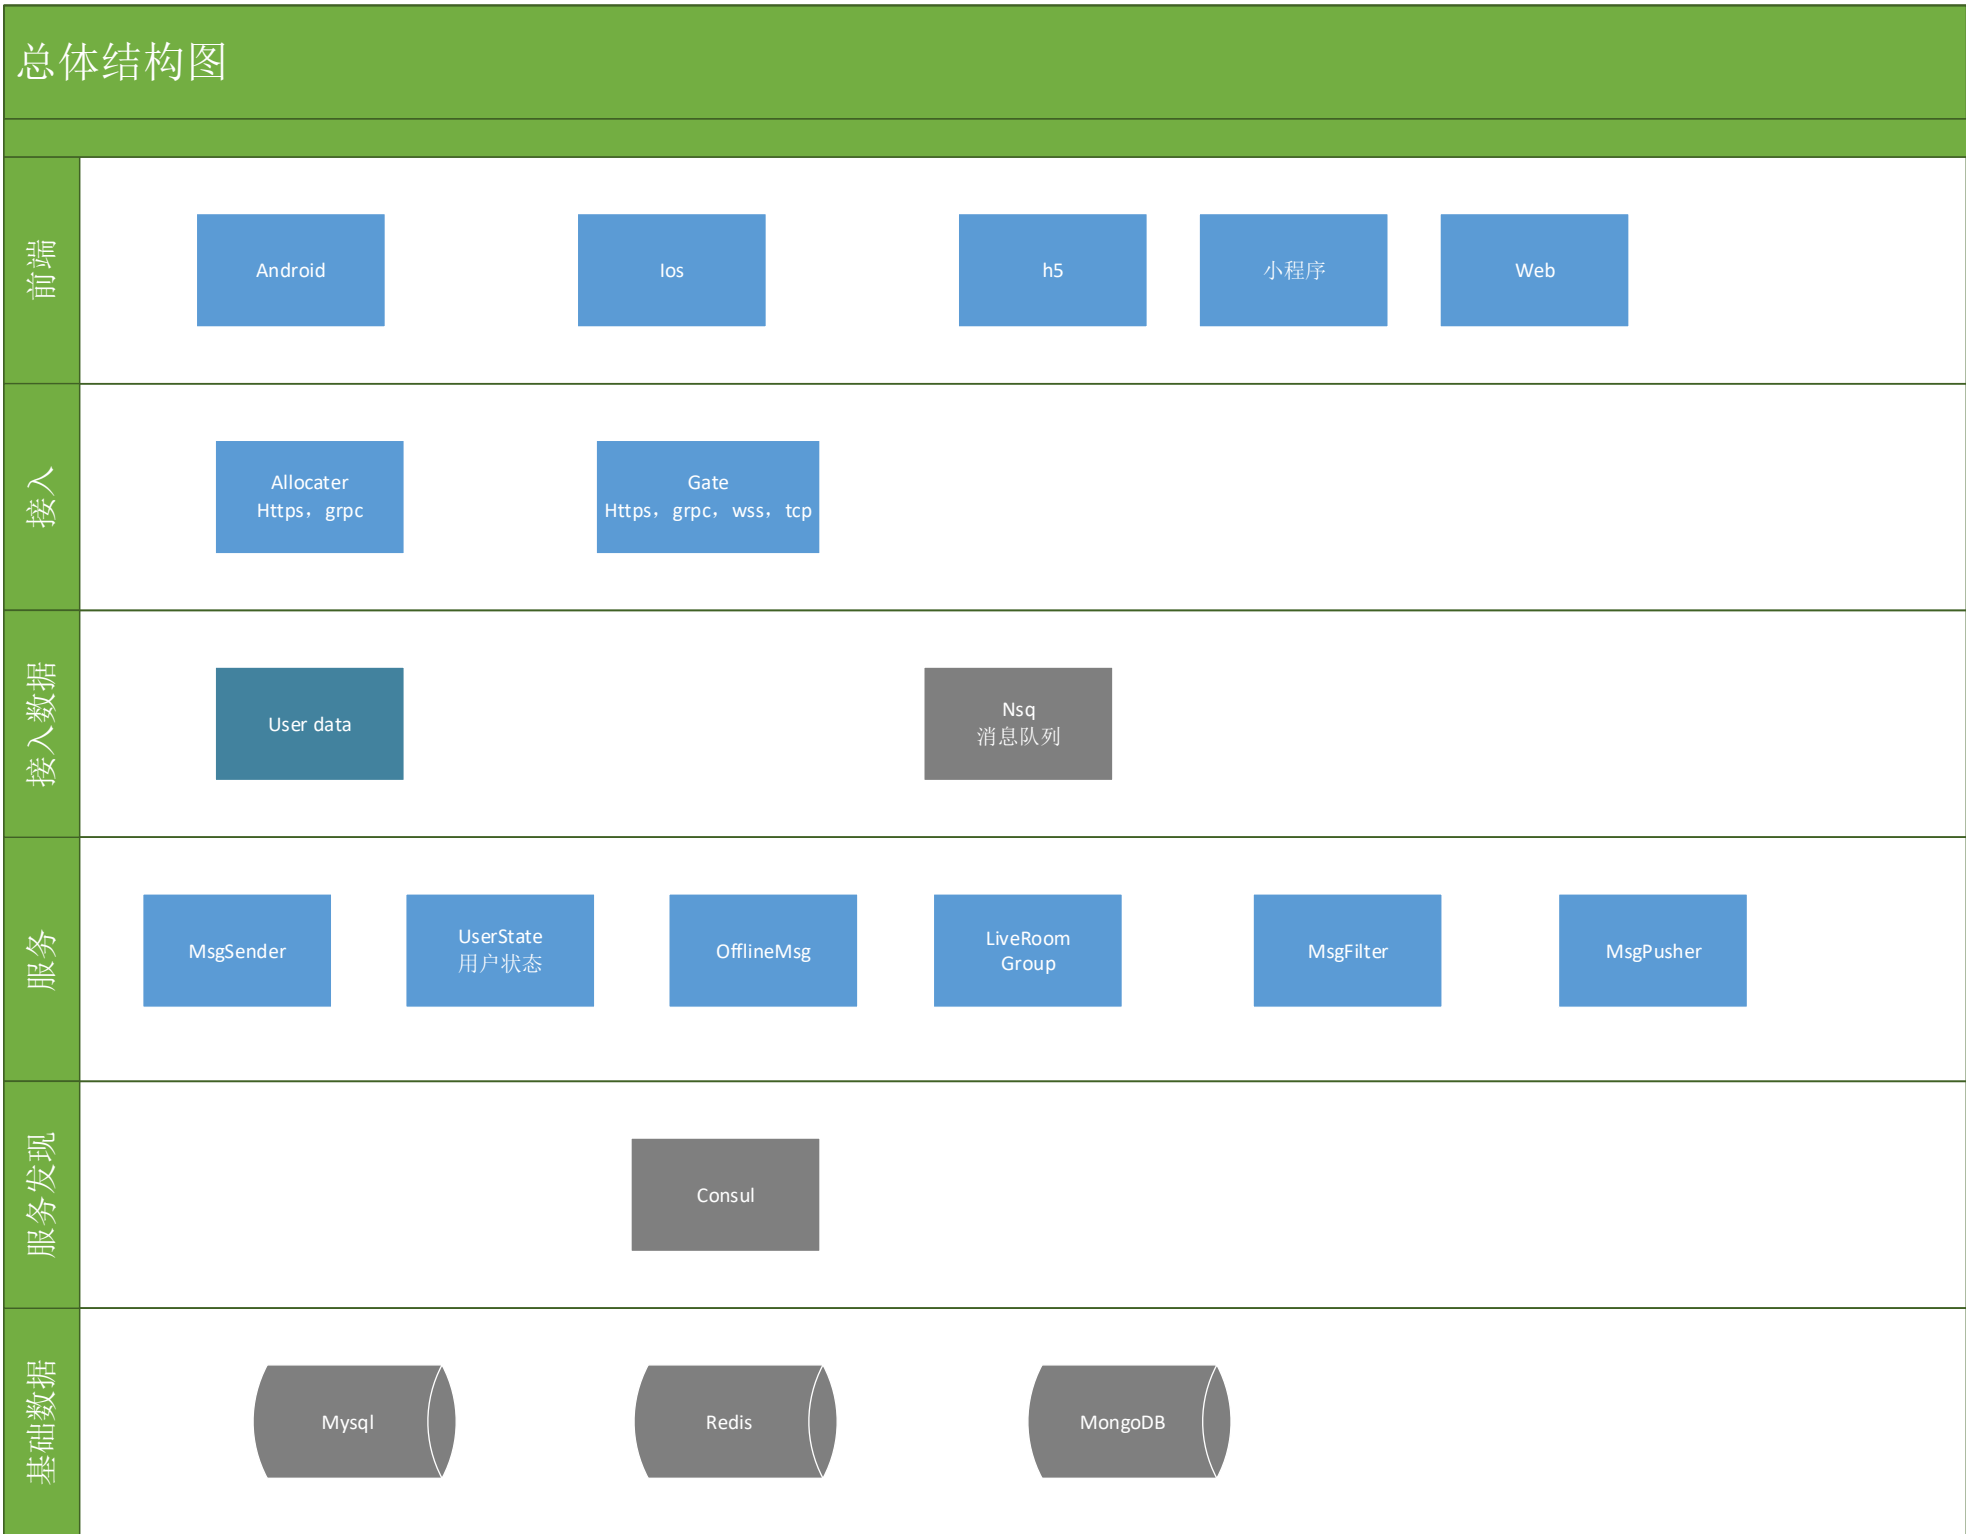 总体结构图
前端
Android
Ios
h5
小程序
Web
接入
Allocater
Https，grpc
Gate
Https，grpc，wss，tcp
接入数据
User data
Nsq
消息队列
服务
MsgSender
UserState
用户状态
OfflineMsg
LiveRoom
Group
MsgFilter
MsgPusher
服务发现
Consul
基础数据
Mysql
Redis
MongoDB